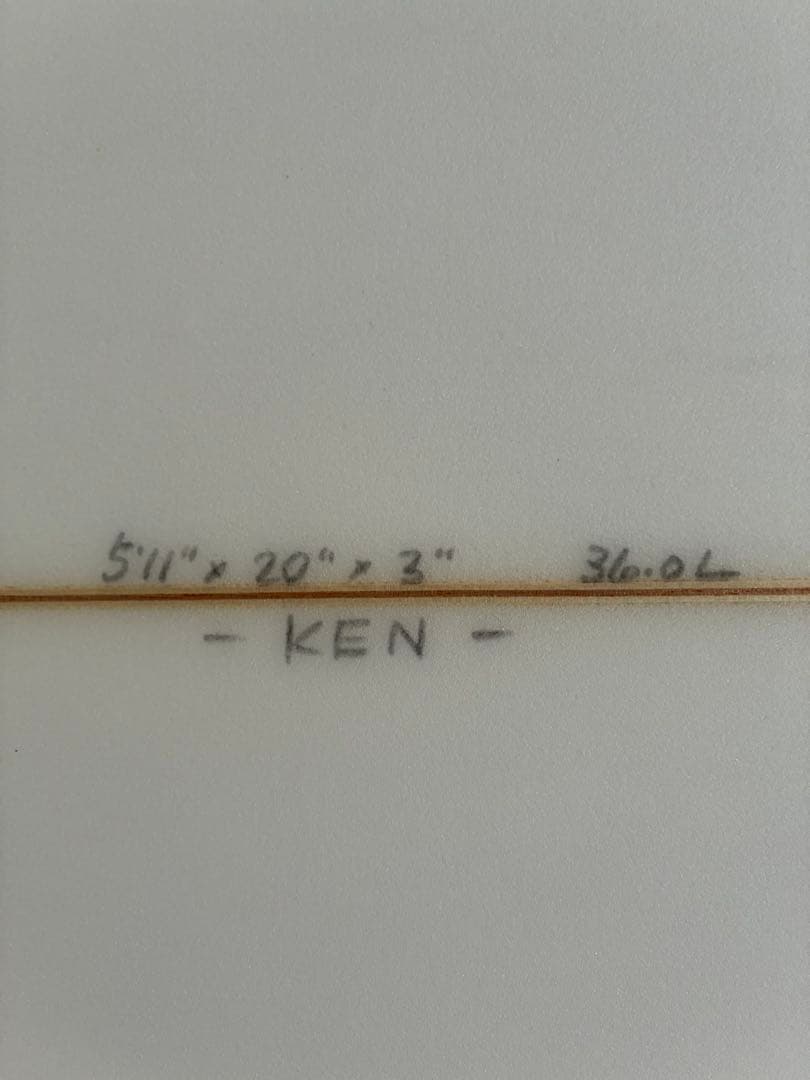 5'11" x 20" x 3" 36.0L
- KEN -